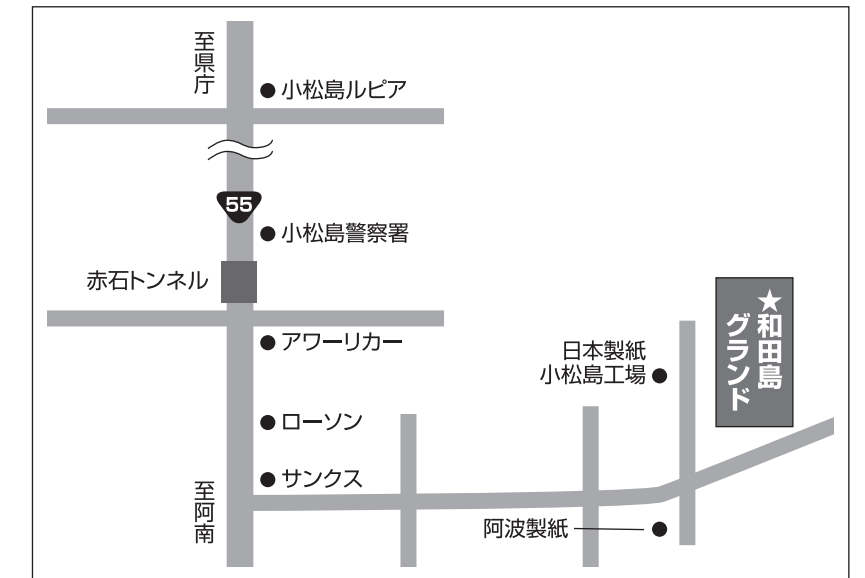 至県庁
小松島ルピア
55
小松島警察署
赤石トンネル
アワーリカー
日本製紙
小松島工場
★和田島
グランド
ローソン
サンクス
至阿南
阿波製紙